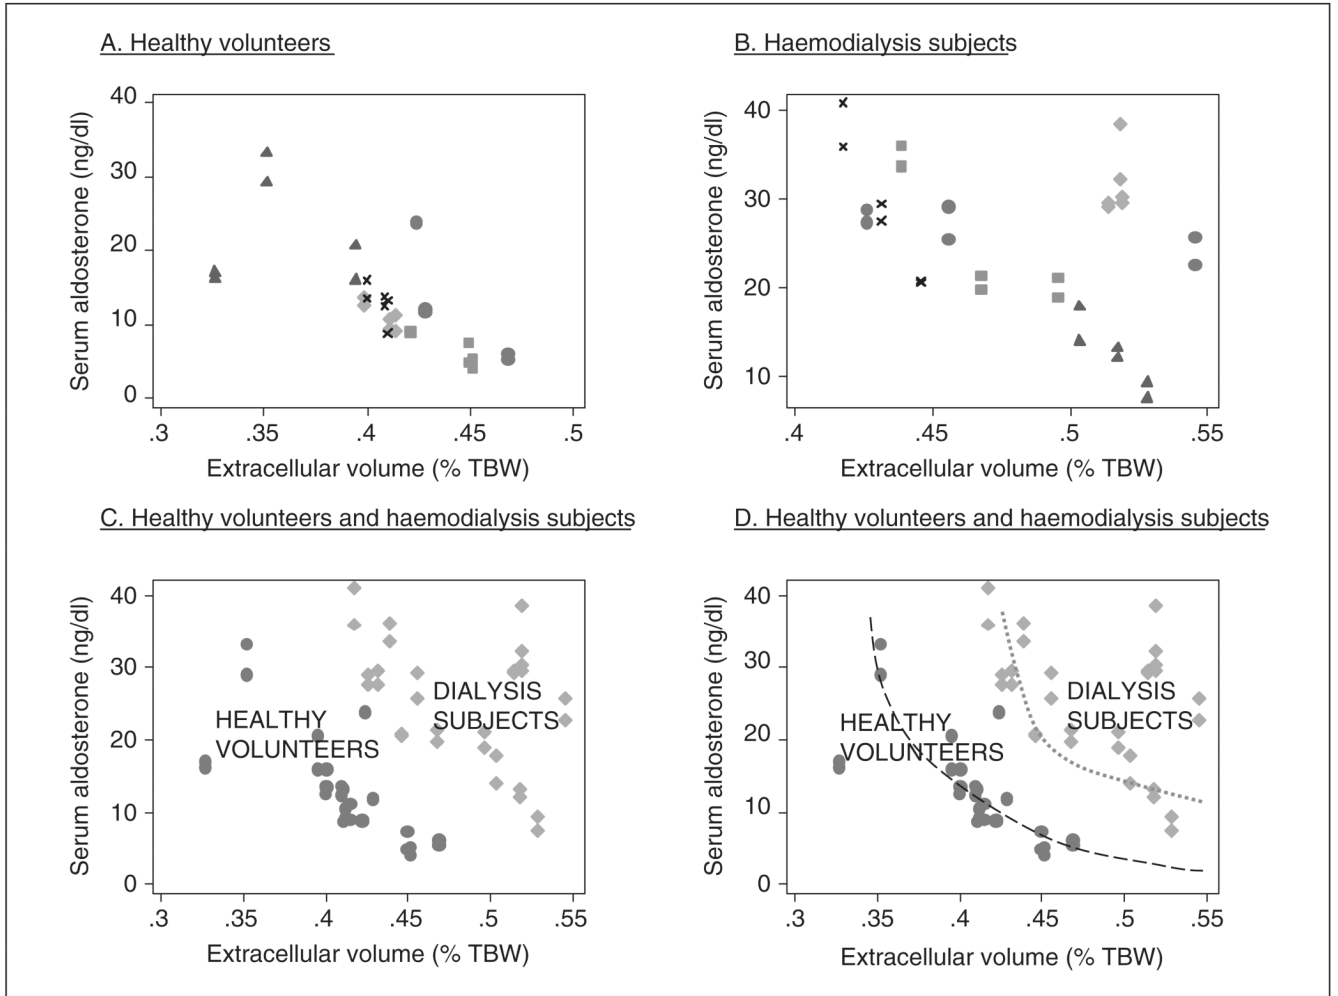 A. Healthy volunteers
B. Haemodialysis subjects
Serum aldosterone (ng/dl)
40
30
20
10
0
.3
.35
.4
.45
.5
Extracellular volume (% TBW)
Serum aldosterone (ng/dl)
40
30
20
10
.4
.45
.5
.55
Extracellular volume (% TBW)
C. Healthy volunteers and haemodialysis subjects
D. Healthy volunteers and haemodialysis subjects
Serum aldosterone (ng/dl)
40
30
20
10
0
HEALTHY
VOLUNTEERS
DIALYSIS
SUBJECTS
.3
.35
.4
.45
.5
.55
Extracellular volume (% TBW)
Serum aldosterone (ng/dl)
40
30
20
10
0
HEALTHY
VOLUNTEERS
DIALYSIS
SUBJECTS
.3
.35
.4
.45
.5
.55
Extracellular volume (% TBW)